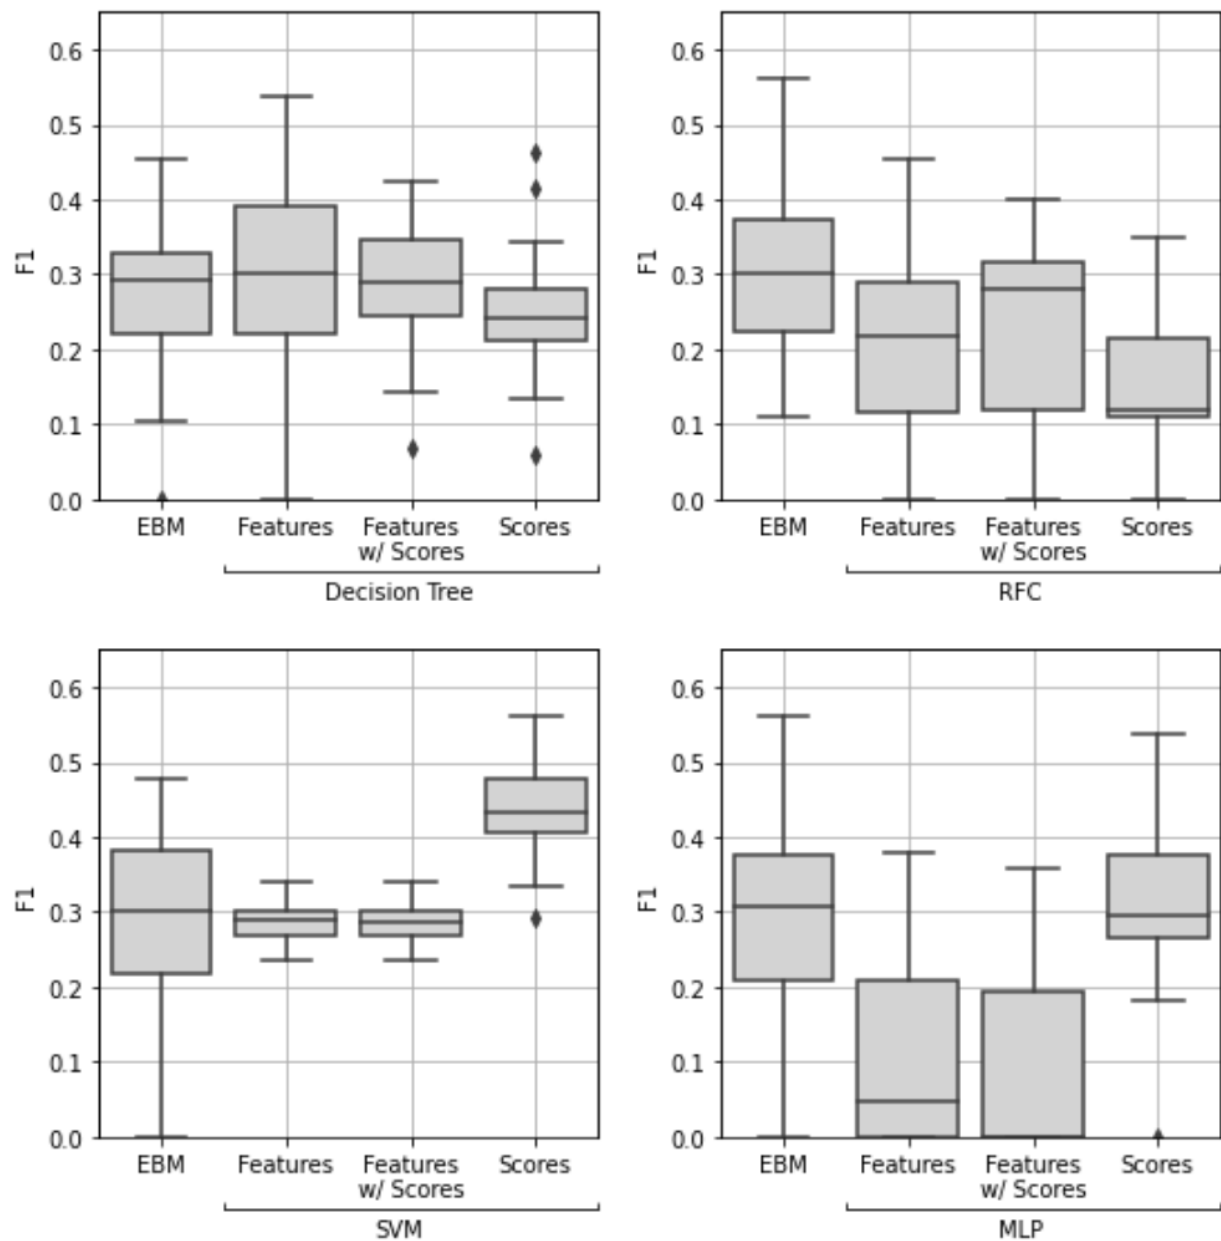 0.6
0.5
0.4
0.3
0.2
0.1
0.0
F1
EBM
Features
Features
w/ Scores
Scores
Decision Tree
0.6
0.5
0.4
0.3
0.2
0.1
0.0
F1
EBM
Features
Features
w/ Scores
Scores
RFC
0.6
0.5
0.4
0.3
0.2
0.1
0.0
F1
EBM
Features
Features
w/ Scores
Scores
SVM
0.6
0.5
0.4
0.3
0.2
0.1
0.0
F1
EBM
Features
Features
w/ Scores
Scores
MLP